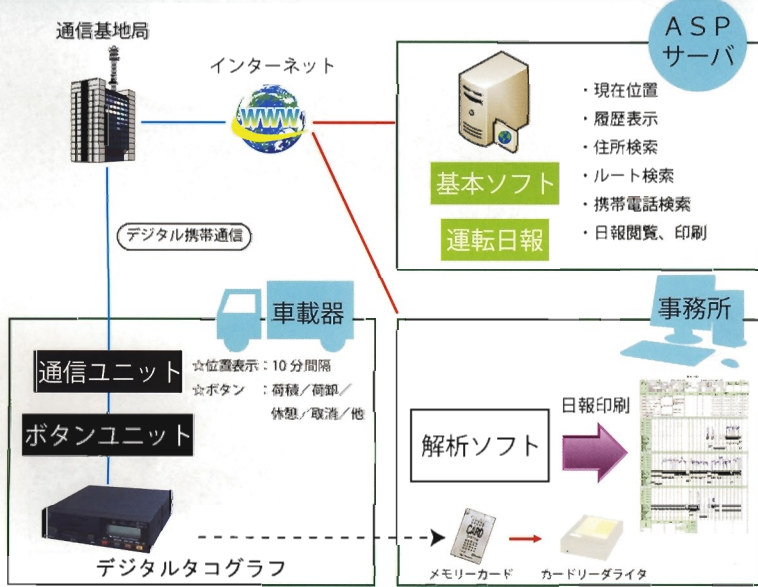 通信基地局
インターネット
WWW
ASP
サーバ
・現在位置
・履歴表示
・住所検索
・ルート検索
・携帯電話検索
・日報閲覧、印刷
基本ソフト
運転日報
デジタル携帯通信
車載器
☆位置表示：10分間隔
☆ボタン ：荷積／荷卸／
休憩／取消／他
通信ユニット
ボタンユニット
デジタルタコグラフ
事務所
解析ソフト
日報印刷
CARD
メモリーカード
カードリーダライタ